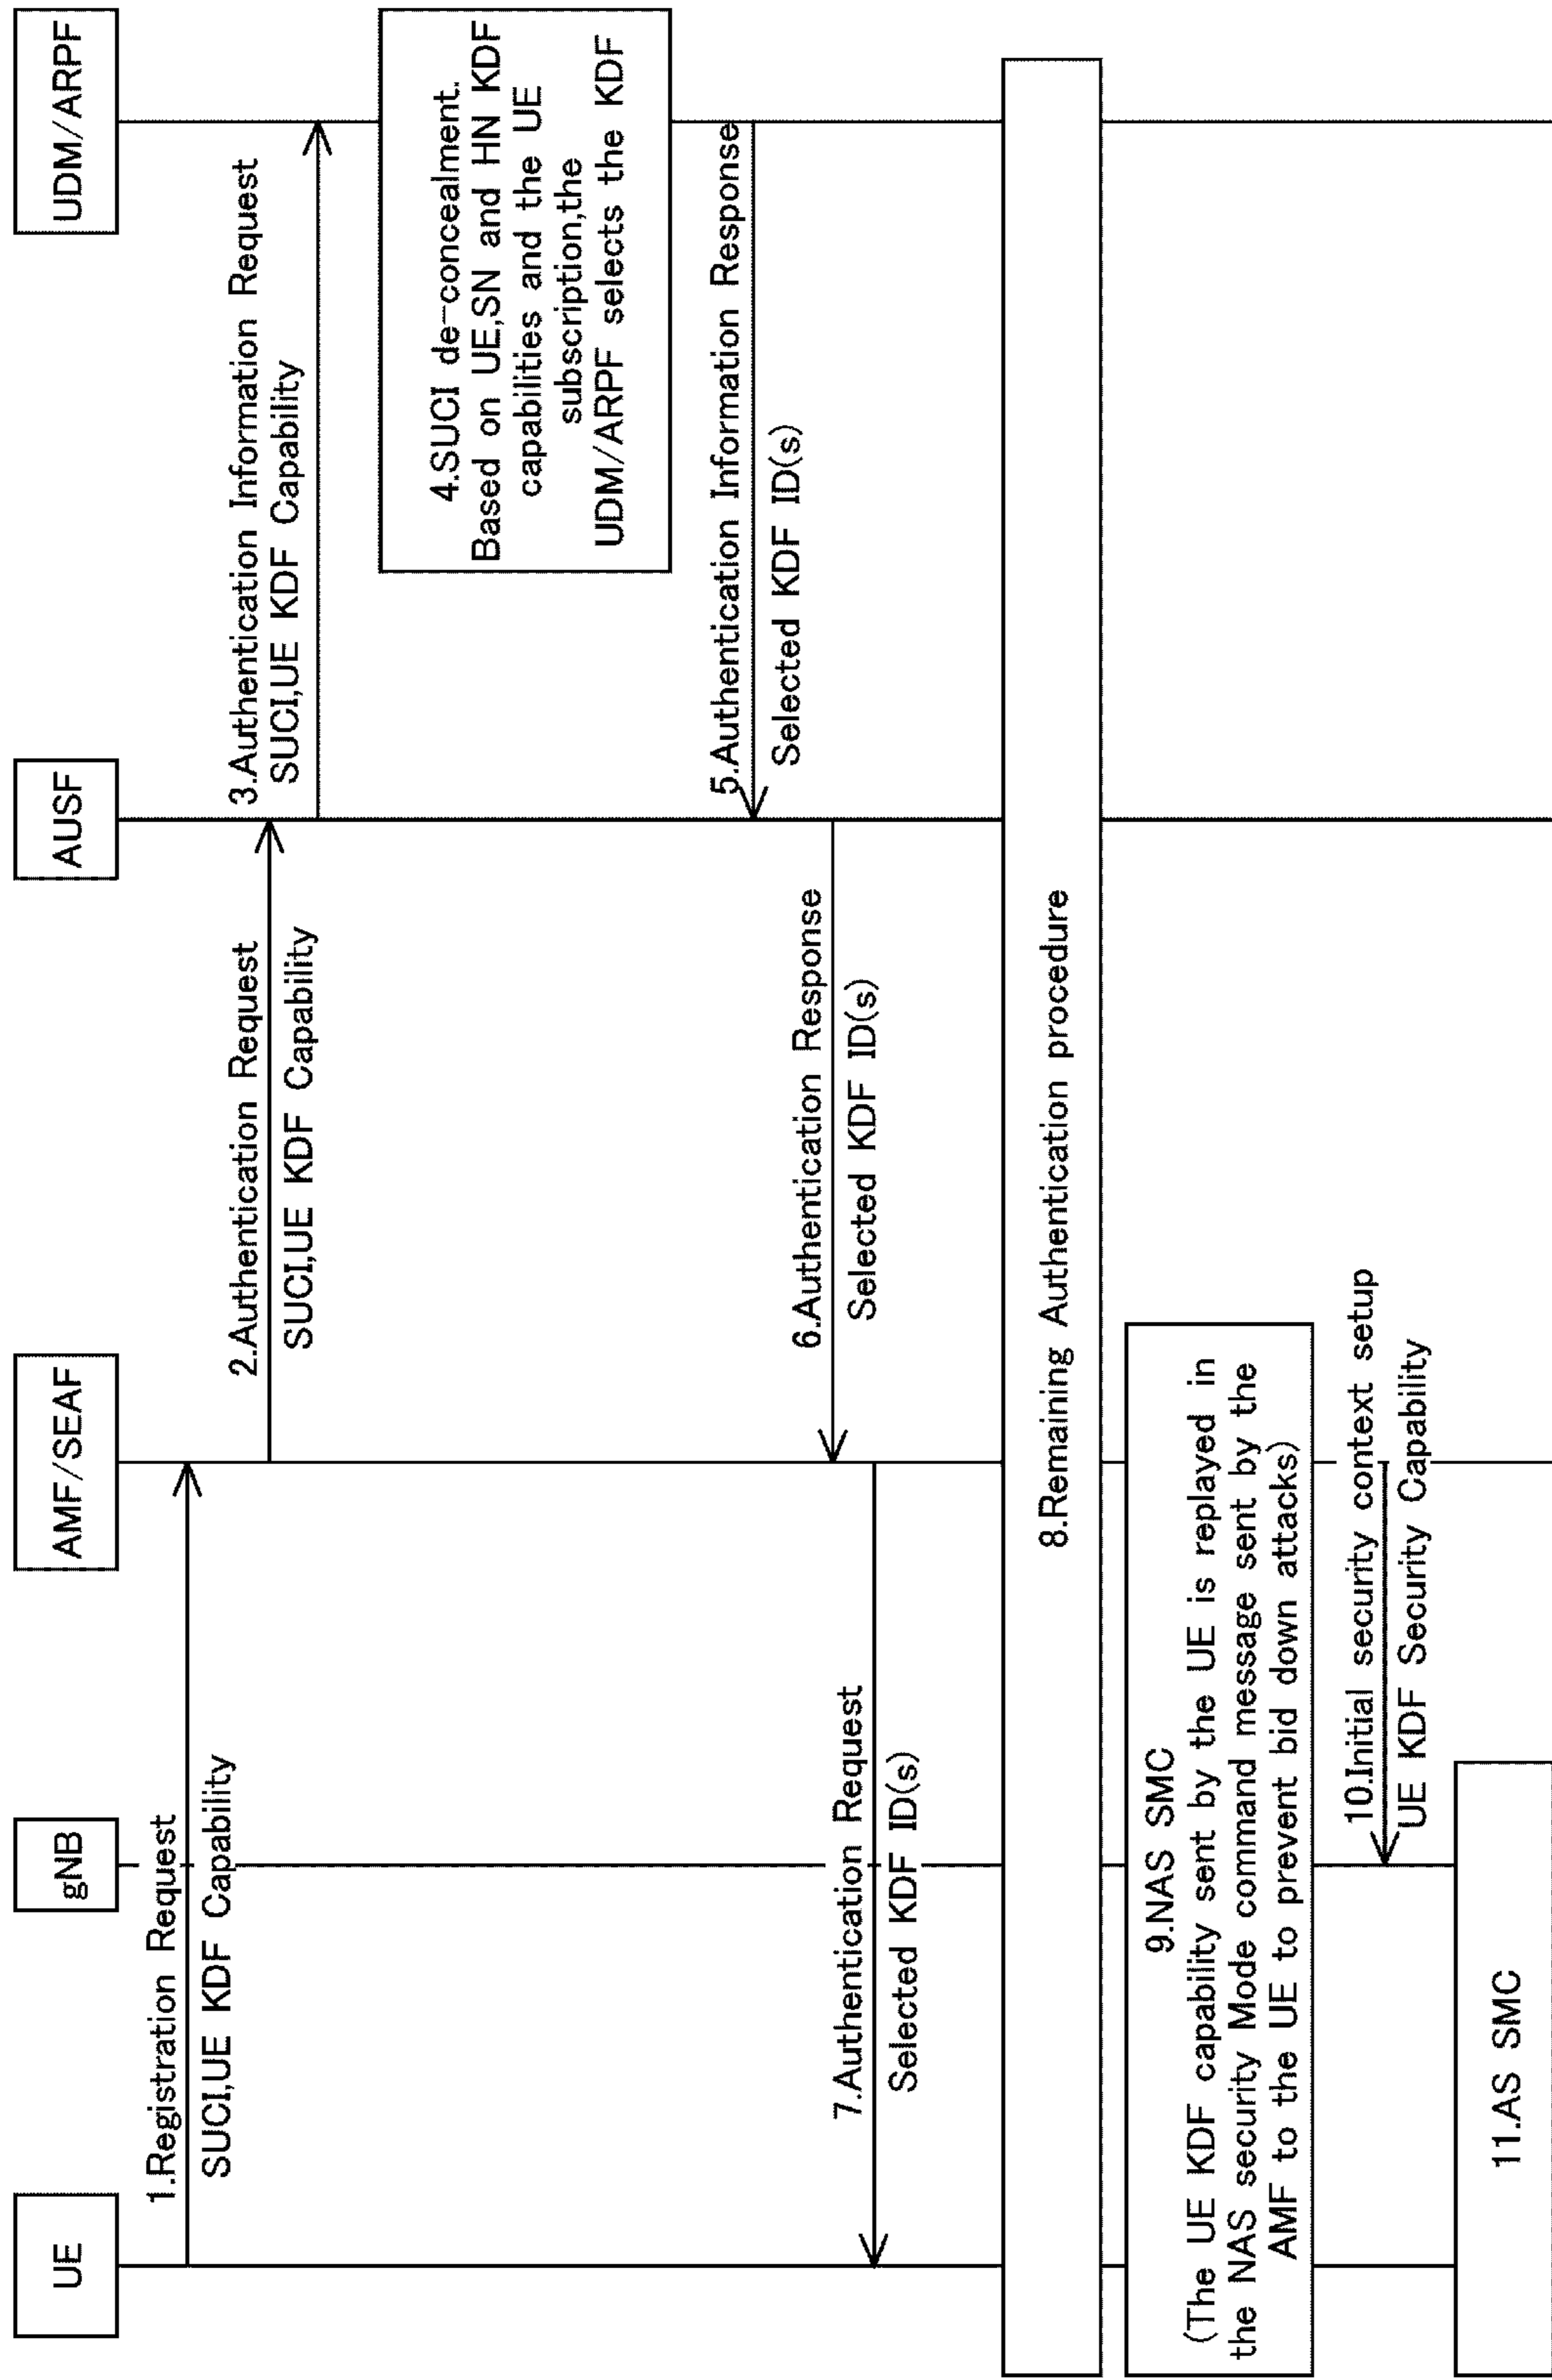 UE
gNB
AMF/SEAF
AUSF
UDM/ARPF
1.Registration Request
SUCI,UE KDF Capability
2.Authentication Request
SUCI,UE KDF Capability
3.Authentication Information Request
SUCI,UE KDF Capability
4.SUCI de-concealment.
Based on UE,SN and HN KDF
capabilities and the UE
subscription,the
UDM/ARPF selects the KDF
5.Authentication Information Response
Selected KDF ID(s)
6.Authentication Response
Selected KDF ID(s)
7.Authentication Request
Selected KDF ID(s)
8.Remaining Authentication procedure
9.NAS SMC
(The UE KDF capability sent by the UE is replayed in
the NAS security Mode command message sent by the
AMF to the UE to prevent bid down attacks)
10.Initial security context setup
UE KDF Security Capability
11.AS SMC